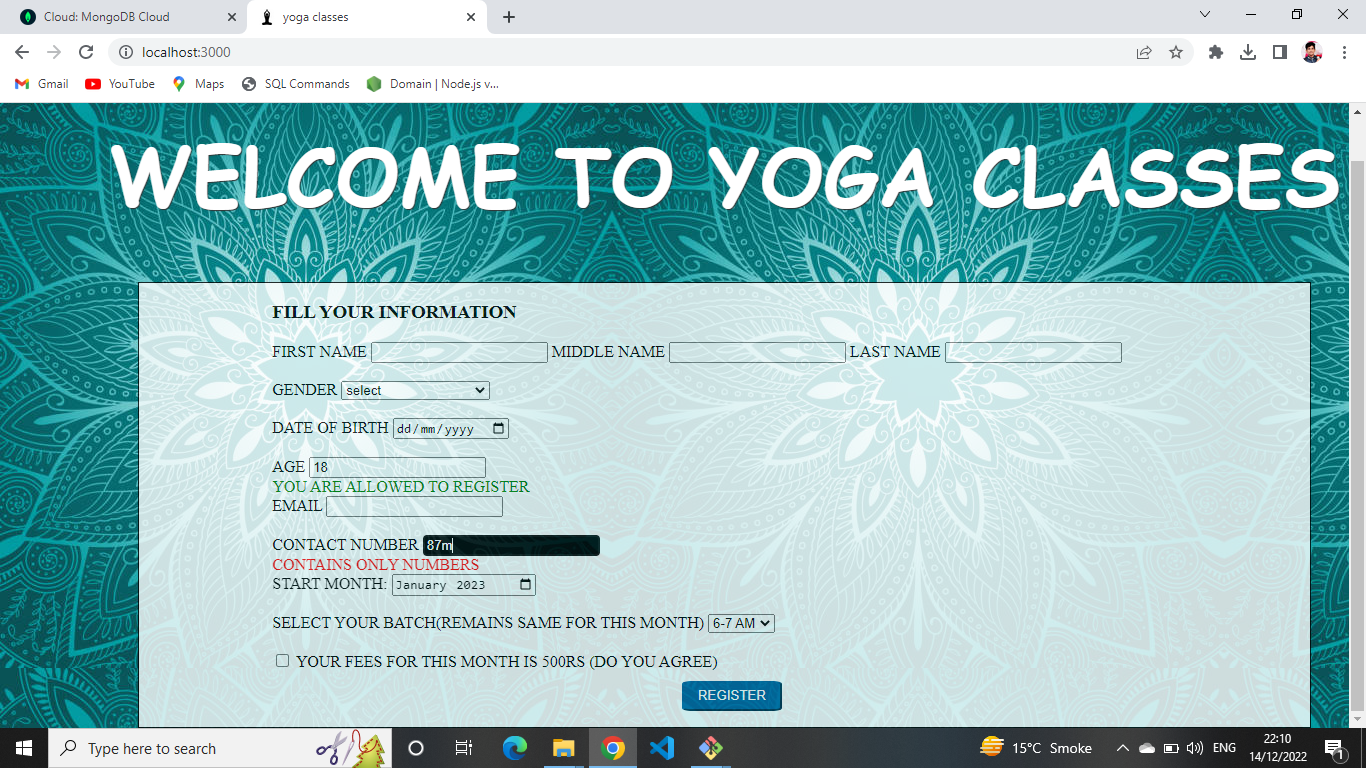 Cloud: MongoDB Cloud
yoga classes
localhost:3000
Gmail YouTube Maps SQL Commands Domain | Node.js v...
WELCOME TO YOGA CLASSES
FILL YOUR INFORMATION
FIRST NAME MIDDLE NAME LAST NAME
GENDER select
DATE OF BIRTH dd/mm/yyyy
AGE 18
YOU ARE ALLOWED TO REGISTER
EMAIL
CONTACT NUMBER 87m
CONTAINS ONLY NUMBERS
START MONTH: January 2023
SELECT YOUR BATCH(REMAINS SAME FOR THIS MONTH) 6-7 AM
YOUR FEES FOR THIS MONTH IS 500RS (DO YOU AGREE)
REGISTER
Type here to search
15°C Smoke
ENG
22:10
14/12/2022
1